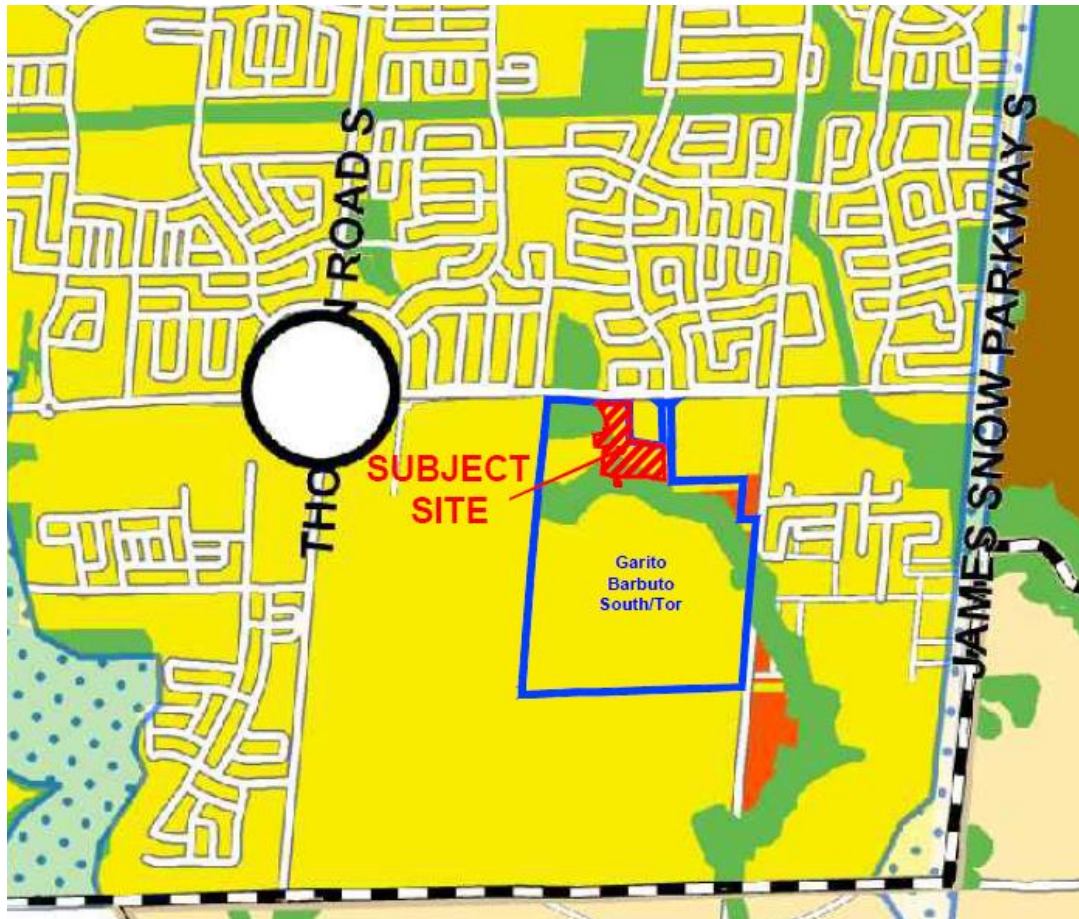 THO N ROAD S
JAMES SNOW PARKWAY S
SUBJECT
SITE
Garito
Barbuto
South/Tor